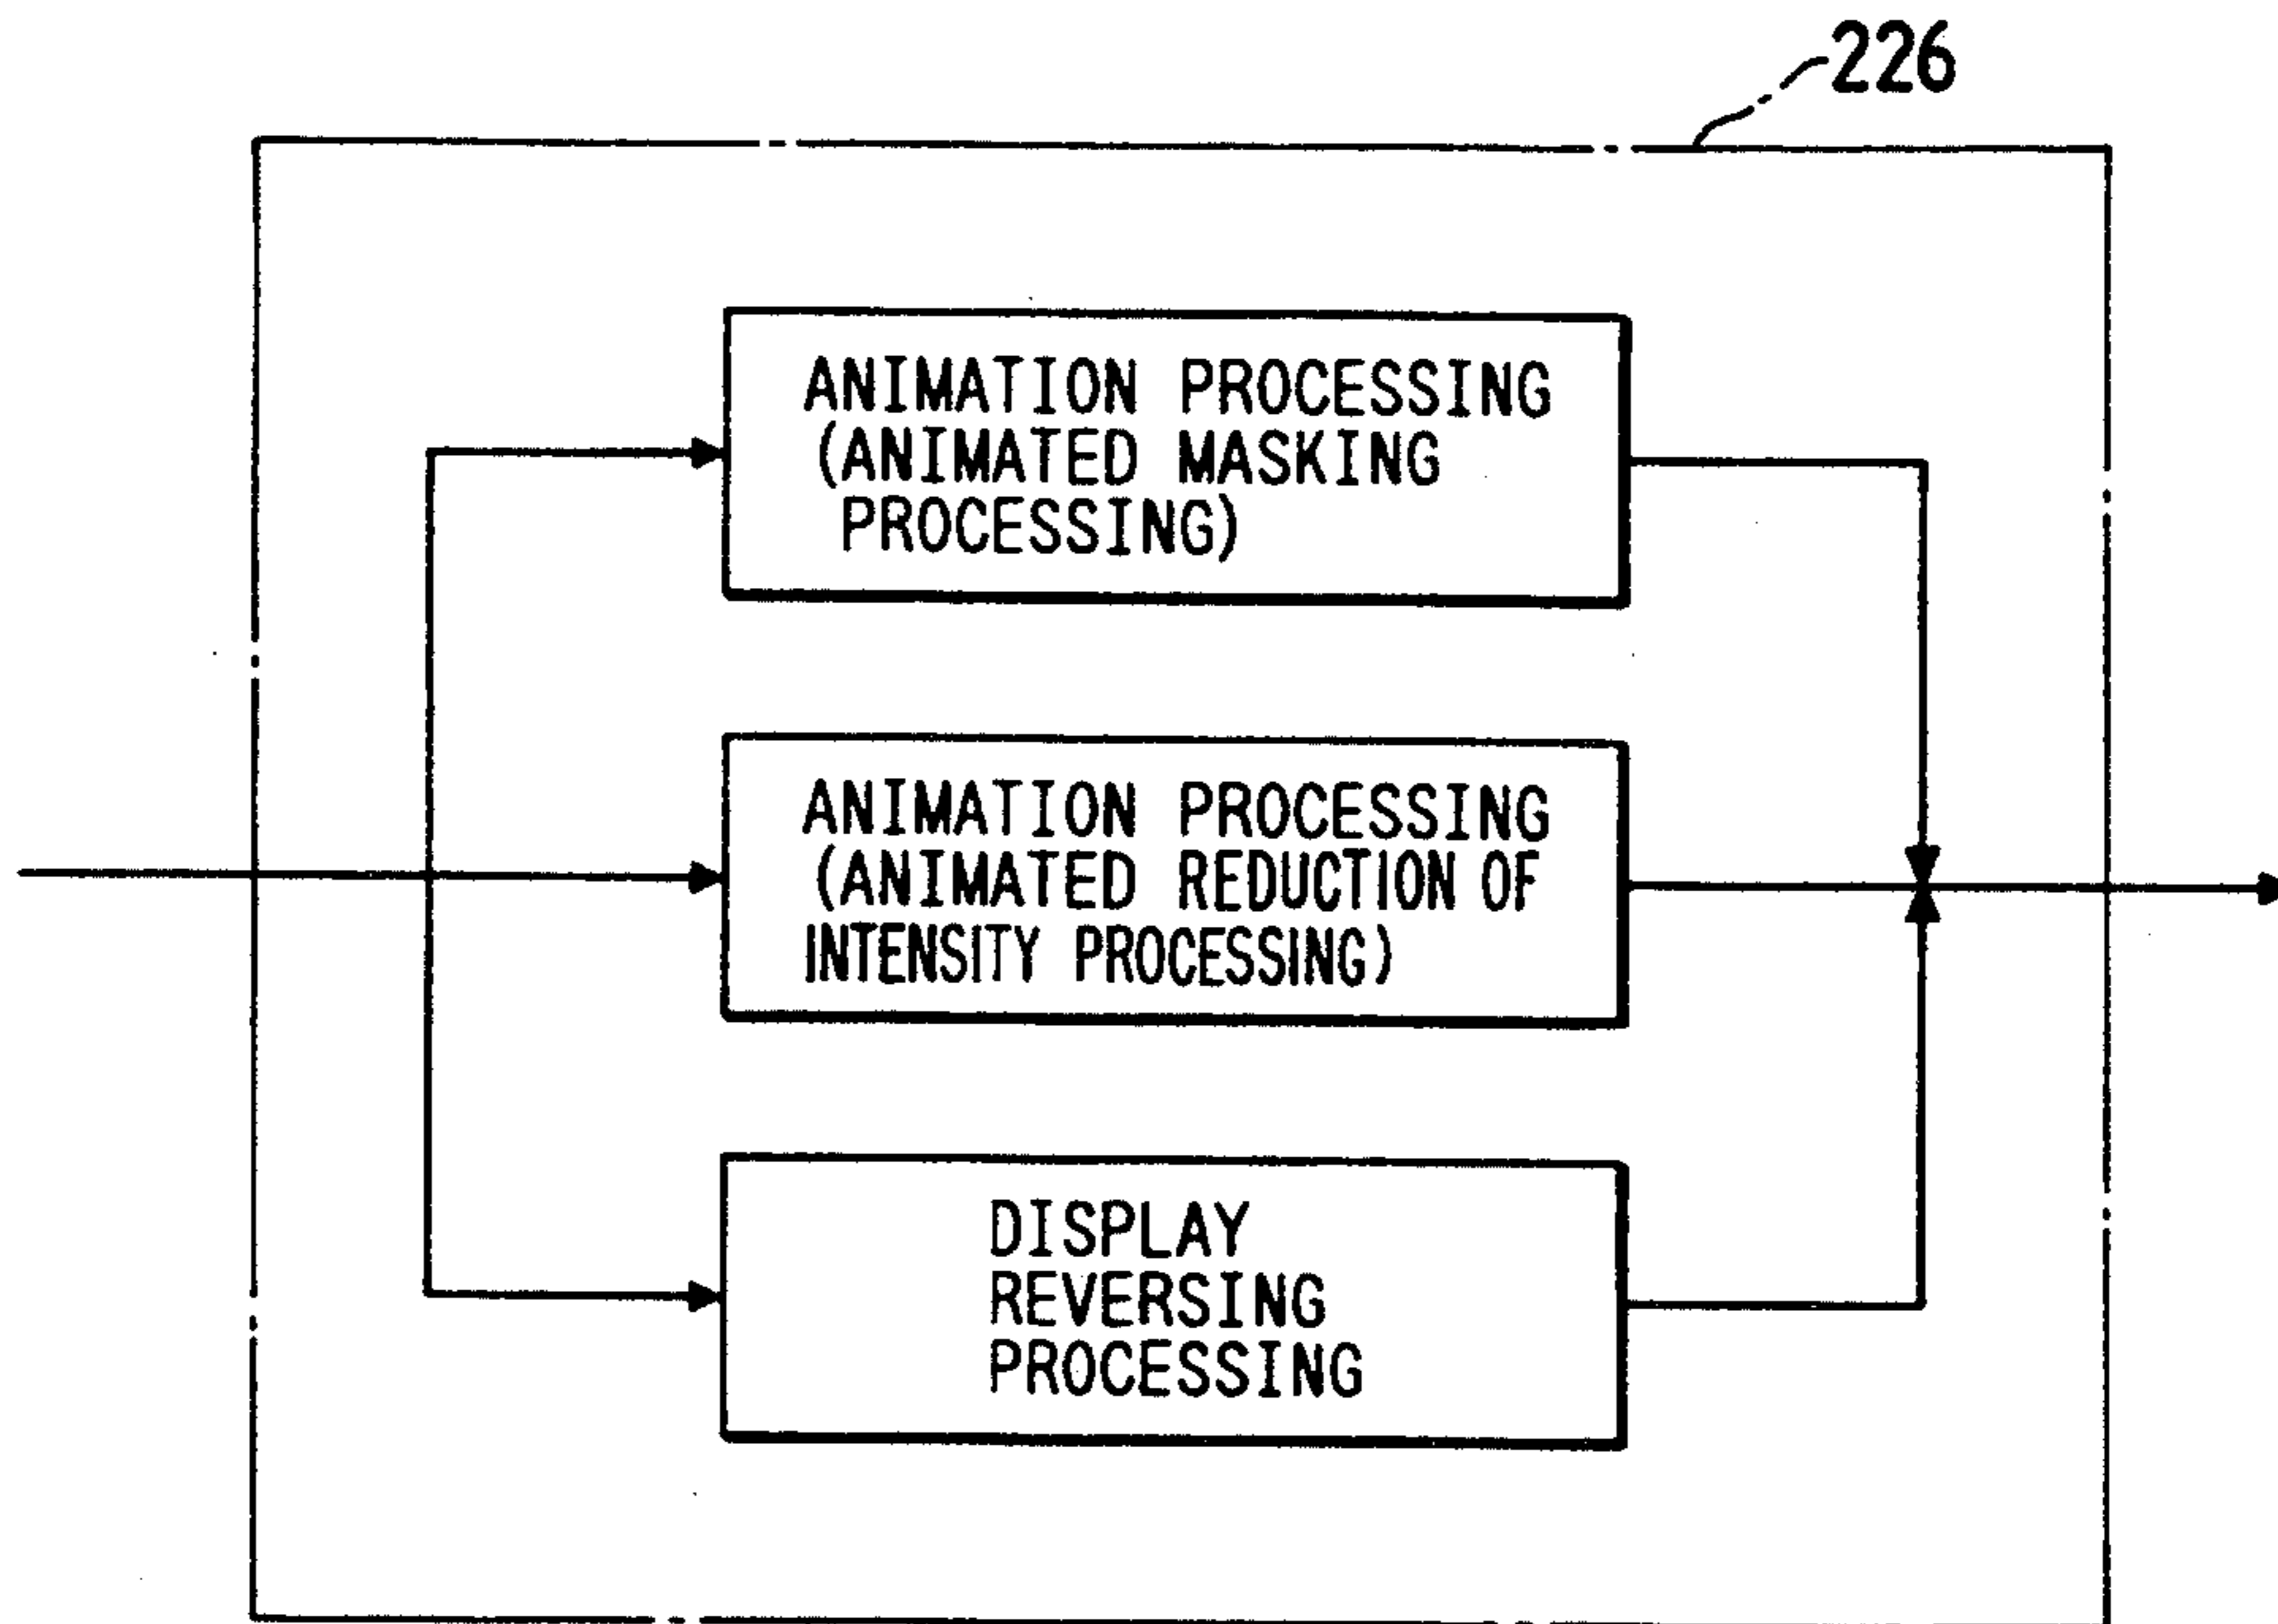 226
ANIMATION PROCESSING
(ANIMATED MASKING
PROCESSING)
ANIMATION PROCESSING
(ANIMATED REDUCTION OF
INTENSITY PROCESSING)
DISPLAY
REVERSING
PROCESSING